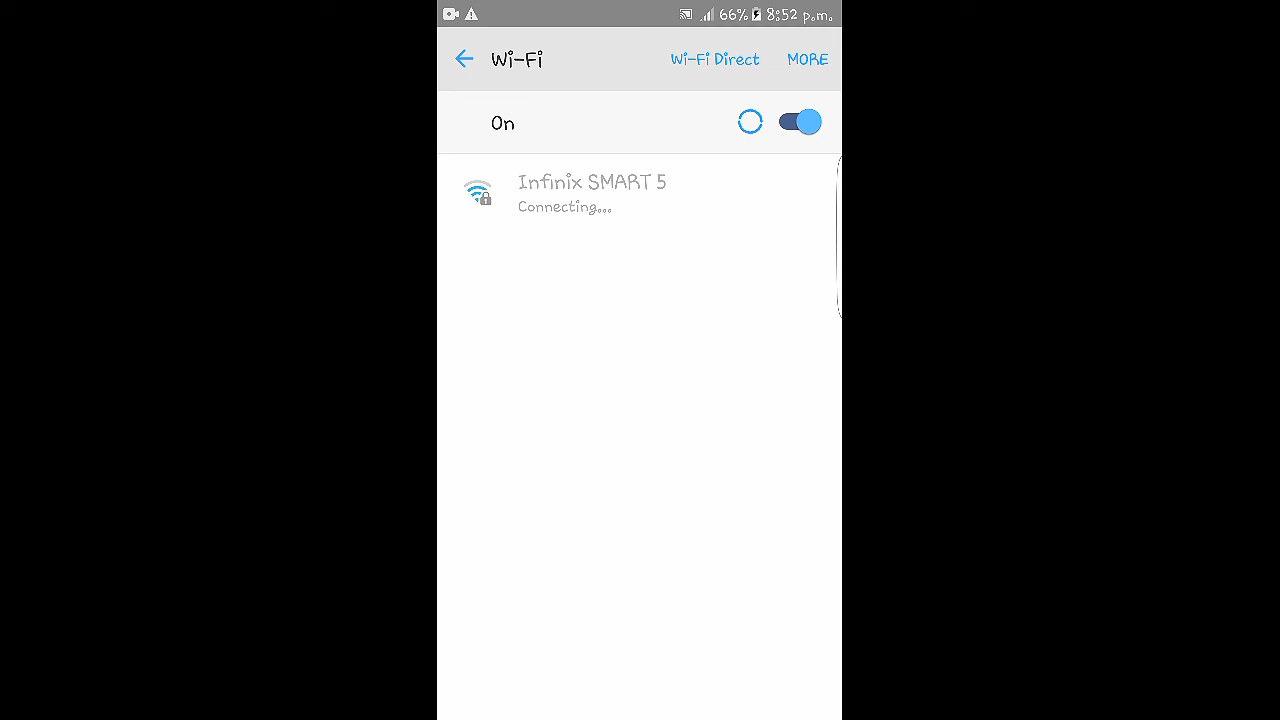 66% 8:52 p.m.
Wi-Fi Wi-Fi Direct MORE
On
Infinix SMART 5
Connecting...